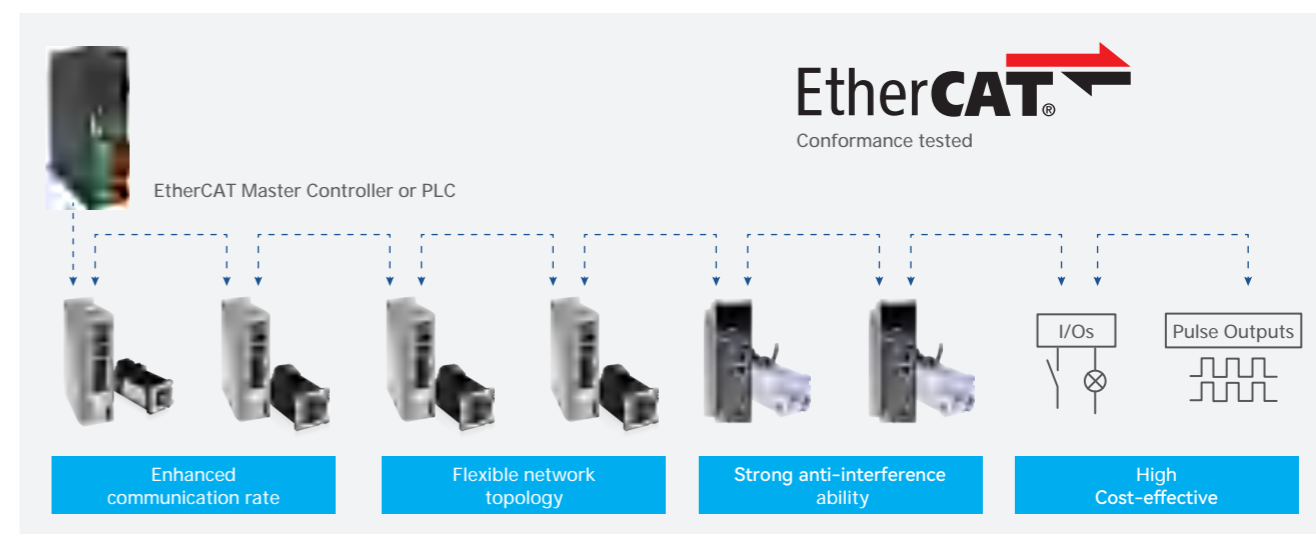 EtherCAT®
Conformance tested
EtherCAT Master Controller or PLC
I/Os
Pulse Outputs
Enhanced
communication rate
Flexible network
topology
Strong anti-interference
ability
High
Cost-effective